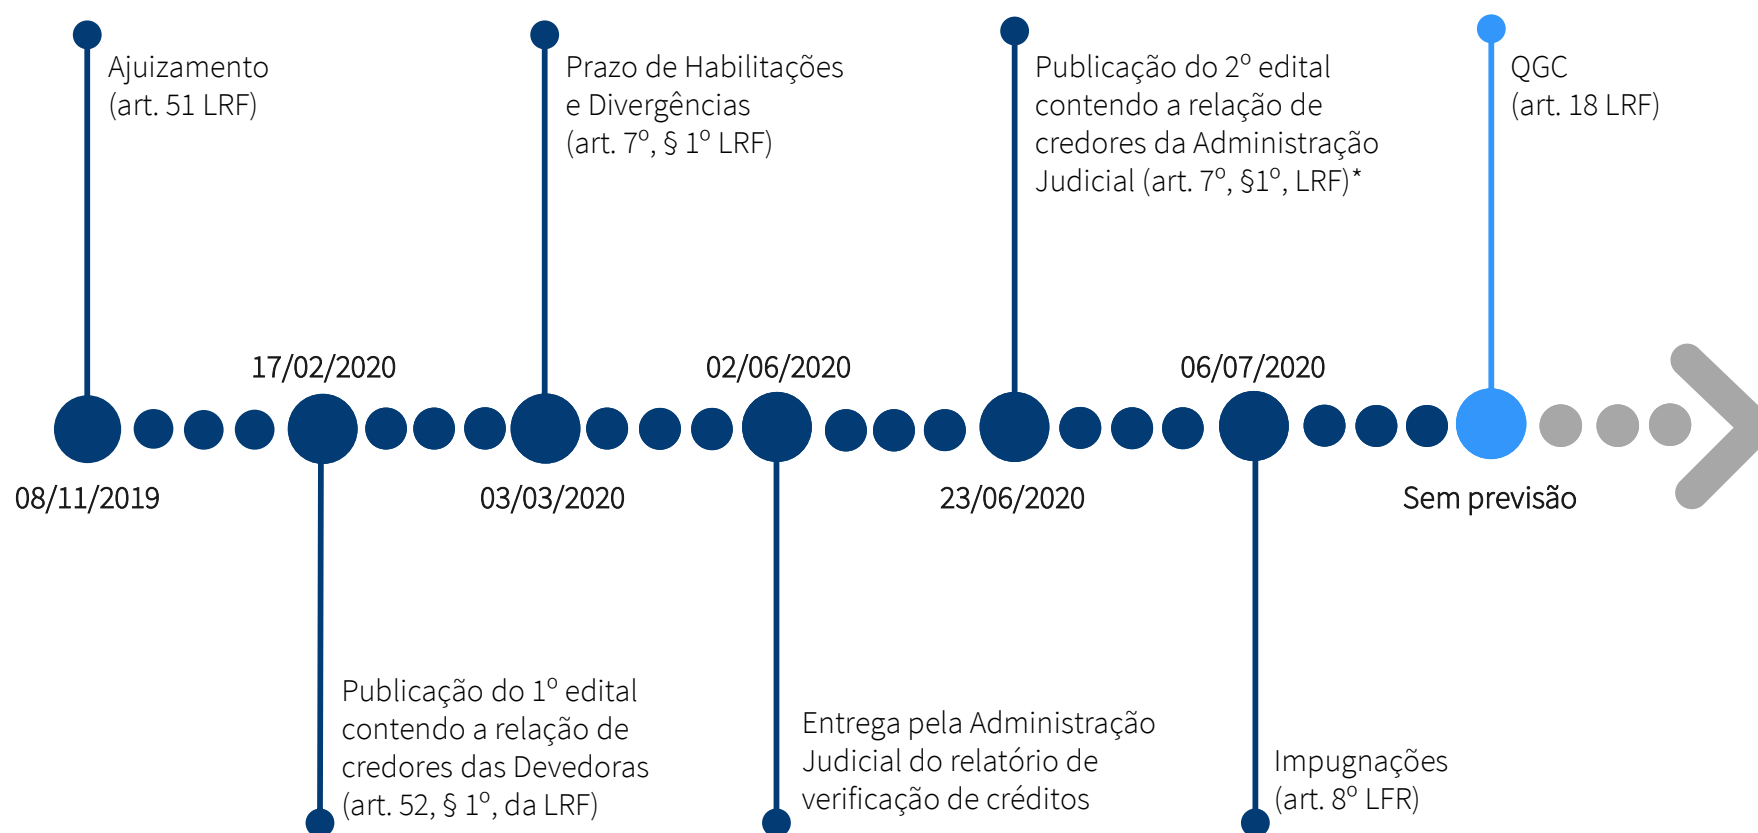 Ajuizamento
(art. 51 LRF)
Prazo de Habilitações
e Divergências
(art. 7º, § 1º LRF)
Publicação do 2º edital
contendo a relação de
credores da Administração
Judicial (art. 7º, §1º, LRF)*
QGC
(art. 18 LRF)
17/02/2020
02/06/2020
06/07/2020
08/11/2019
03/03/2020
23/06/2020
Sem previsão
Publicação do 1º edital
contendo a relação de
credores das Devedoras
(art. 52, § 1º, da LRF)
Entrega pela Administração
Judicial do relatório de
verificação de créditos
Impugnações
(art. 8º LFR)